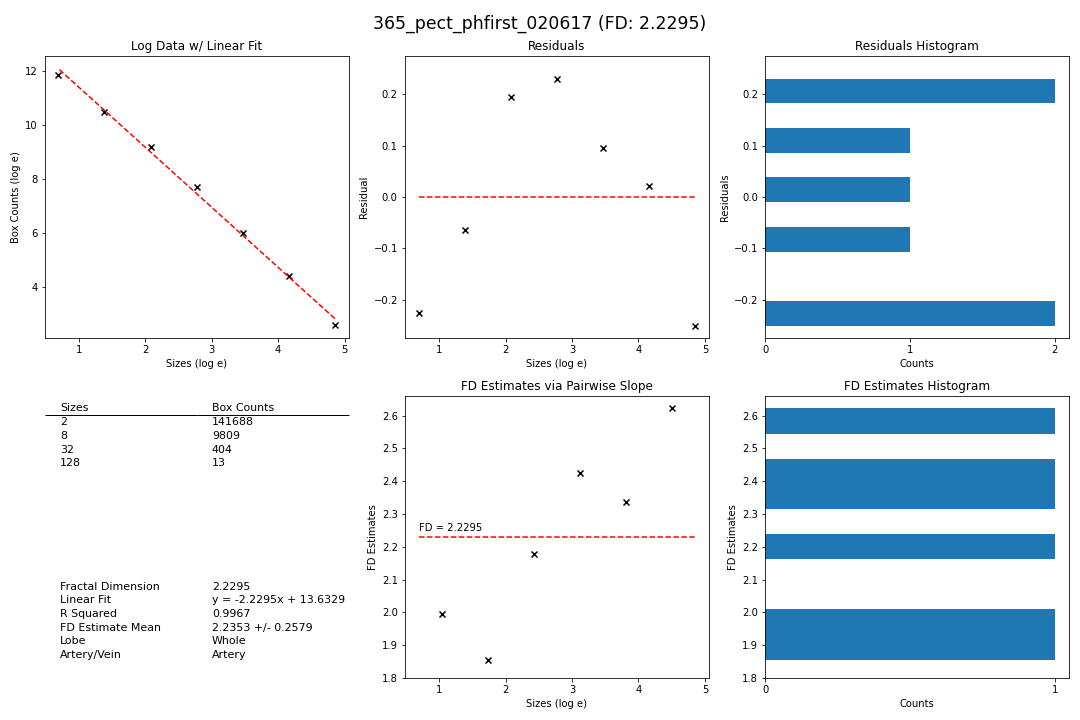 365_pect_phfirst_020617 (FD: 2.2295)
Log Data w/ Linear Fit
Box Counts (log e)
12
10
8
6
4
1 2 3 4 5
Sizes (log e)
Residuals
Residual
0.2
0.1
0.0
−0.1
−0.2
1 2 3 4 5
Sizes (log e)
Residuals Histogram
Residuals
0.2
0.1
0.0
−0.1
−0.2
0 1 2
Counts
Sizes Box Counts
2 141688
8 9809
32 404
128 13
Fractal Dimension 2.2295
Linear Fit y = -2.2295x + 13.6329
R Squared 0.9967
FD Estimate Mean 2.2353 +/- 0.2579
Lobe Whole
Artery/Vein Artery
FD Estimates via Pairwise Slope
FD Estimates
2.6
2.5
2.4
2.3
FD = 2.2295
2.2
2.1
2.0
1.9
1.8
1 2 3 4 5
Sizes (log e)
FD Estimates Histogram
FD Estimates
2.6
2.5
2.4
2.3
2.2
2.1
2.0
1.9
1.8
0 1
Counts